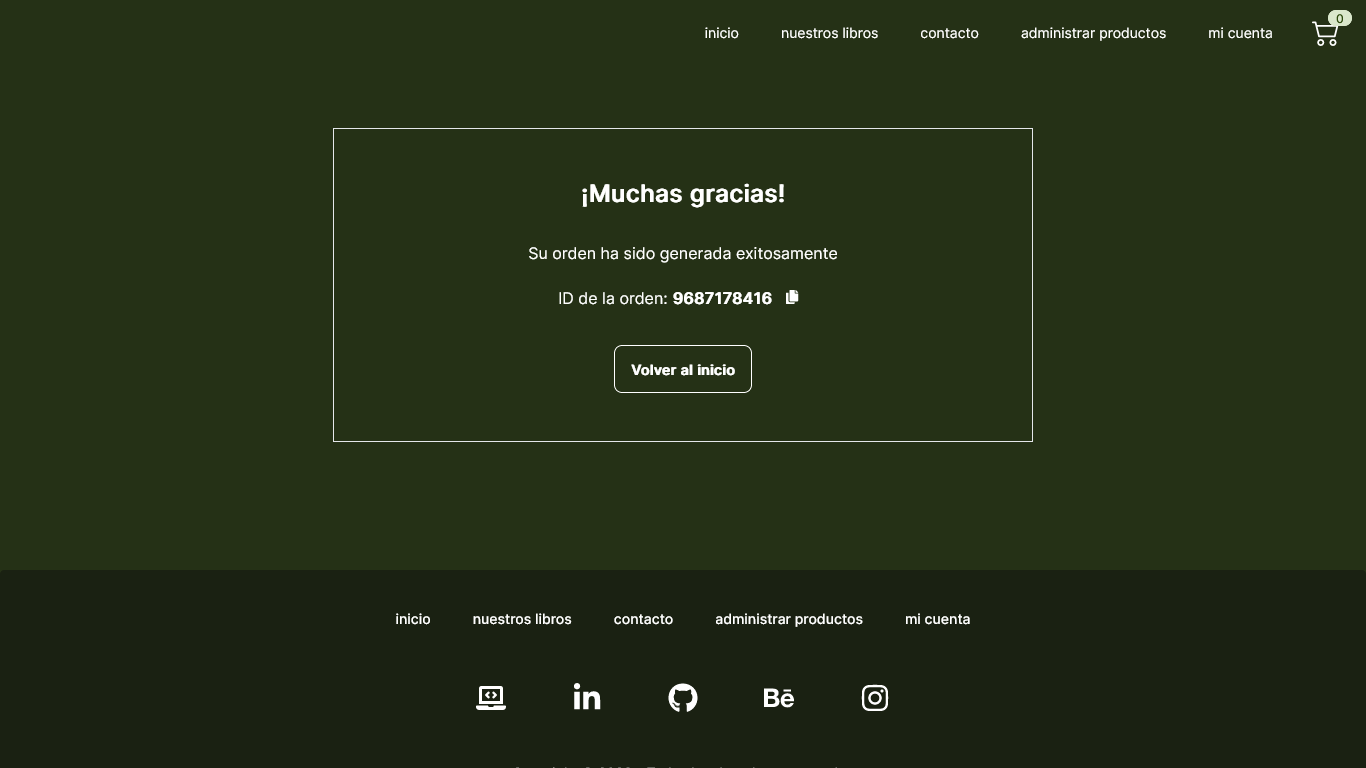 inicio nuestros libros contacto administrar productos mi cuenta 0
¡Muchas gracias!
Su orden ha sido generada exitosamente
ID de la orden: 9687178416
Volver al inicio
inicio nuestros libros contacto administrar productos mi cuenta
in Bē